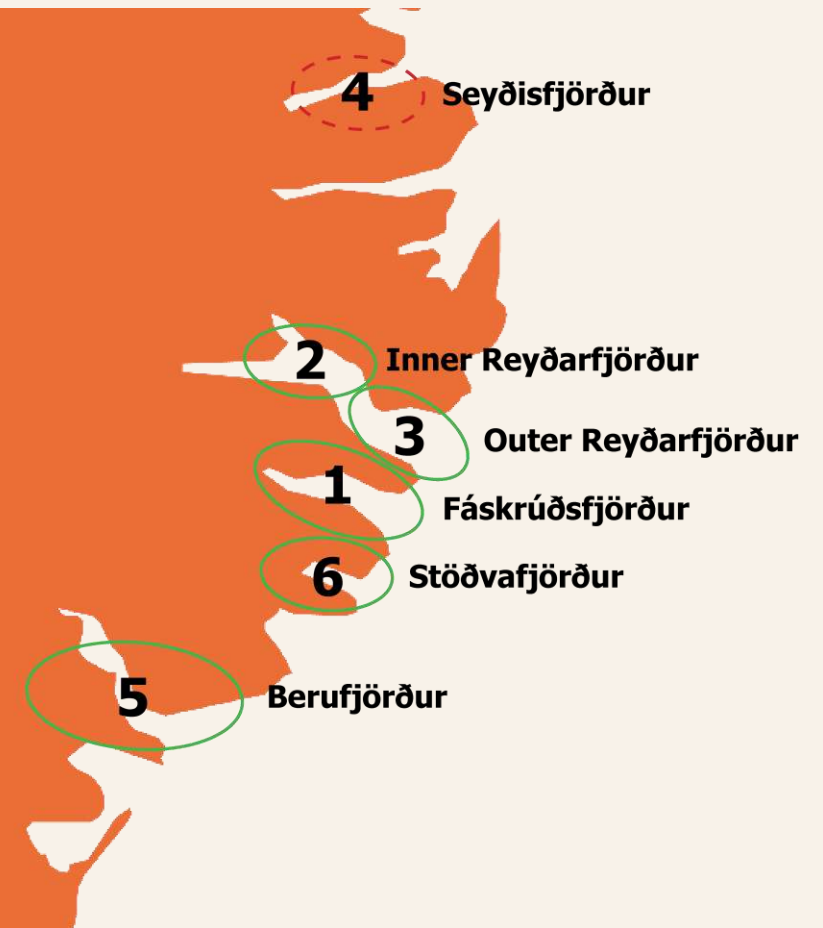 4 Seyðisfjörður
2 Inner Reyðarfjörður
3 Outer Reyðarfjörður
1 Fáskrúðsfjörður
6 Stöðvafjörður
5 Berufjörður